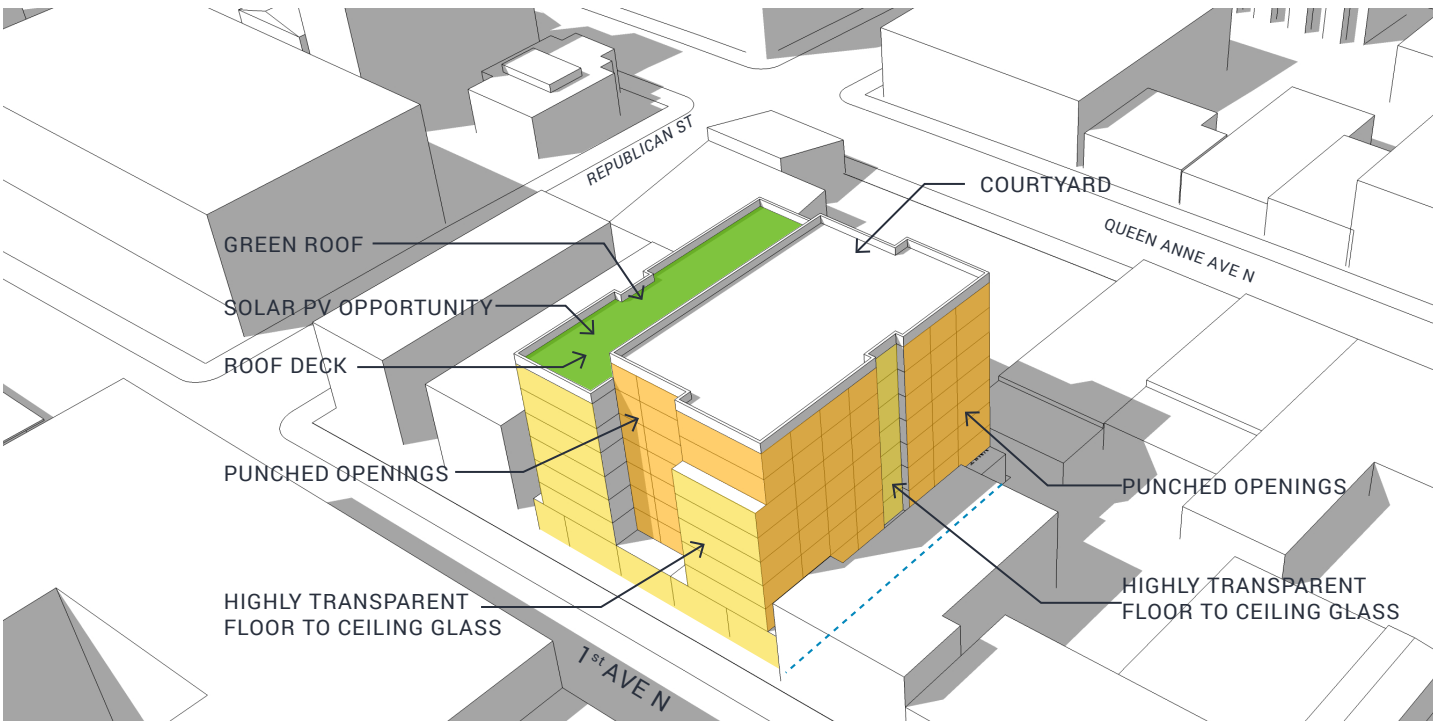 REPUBLICAN ST
COURTYARD
QUEEN ANNE AVE N
GREEN ROOF
SOLAR PV OPPORTUNITY
ROOF DECK
PUNCHED OPENINGS
PUNCHED OPENINGS
HIGHLY TRANSPARENT
FLOOR TO CEILING GLASS
HIGHLY TRANSPARENT
FLOOR TO CEILING GLASS
1st AVE N